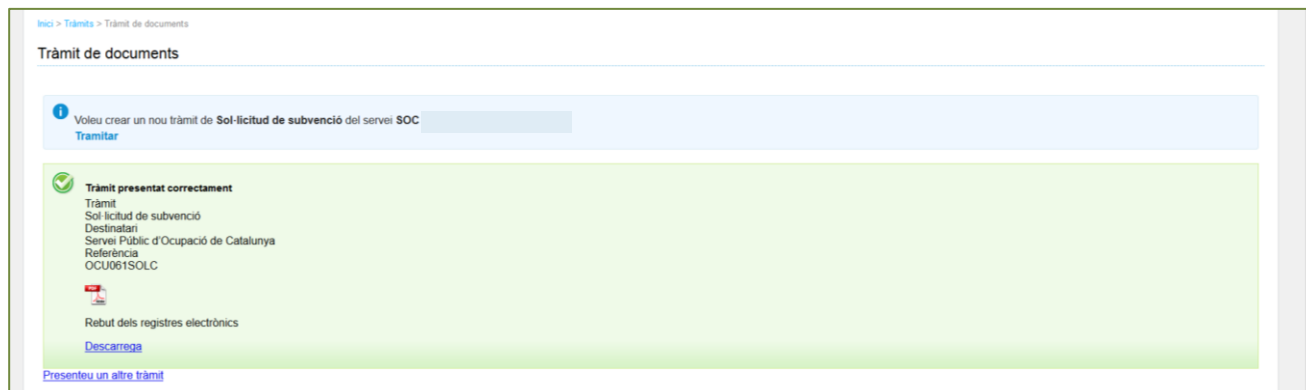 Inici > Tràmits > Tràmit de documents
Tràmit de documents
Voleu crear un nou tràmit de Sol·licitud de subvenció del servei SOC
Tramitar
Tràmit presentat correctament
Tràmit
Sol·licitud de subvenció
Destinatari
Servei Públic d'Ocupació de Catalunya
Referència
OCU061SOLC
Rebut dels registres electrònics
Descarrega
Presenteu un altre tràmit